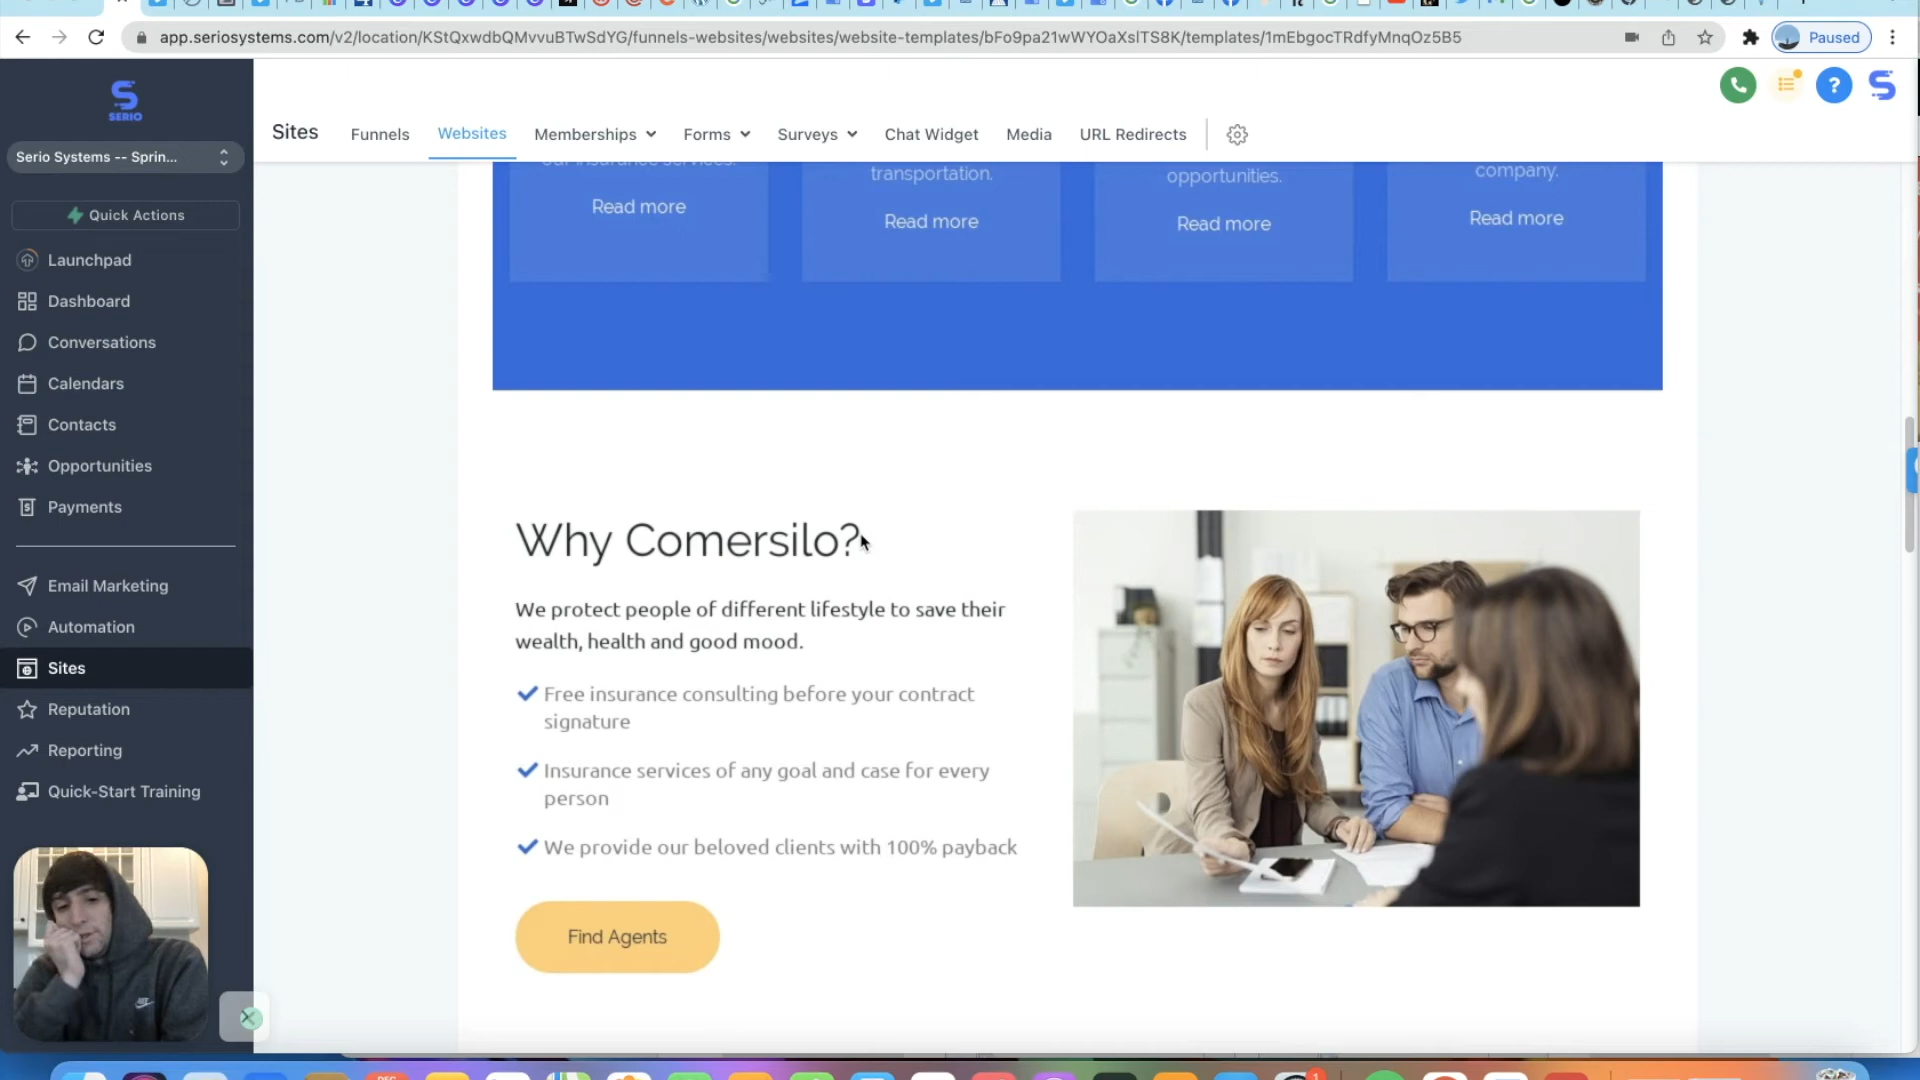 app.seriosystems.com/v2/location/KStQxwdbQMvvuBTwSdYG/funnels-websites/websites/website-templates/bFo9pa21wWYOaXslTS8K/templates/1mEbgocTRdfyMnqOz5B5
Paused
SERIO
Serio Systems -- Sprin...
Quick Actions
Launchpad
Dashboard
Conversations
Calendars
Contacts
Opportunities
Payments
Email Marketing
Automation
Sites
Reputation
Reporting
Quick-Start Training
Sites
Funnels
Websites
Memberships
Forms
Surveys
Chat Widget
Media
URL Redirects
our insurance services.
transportation.
opportunities.
company.
Read more
Read more
Read more
Read more
Why Comersilo?
We protect people of different lifestyle to save their
wealth, health and good mood.
Free insurance consulting before your contract
signature
Insurance services of any goal and case for every
person
We provide our beloved clients with 100% payback
Find Agents